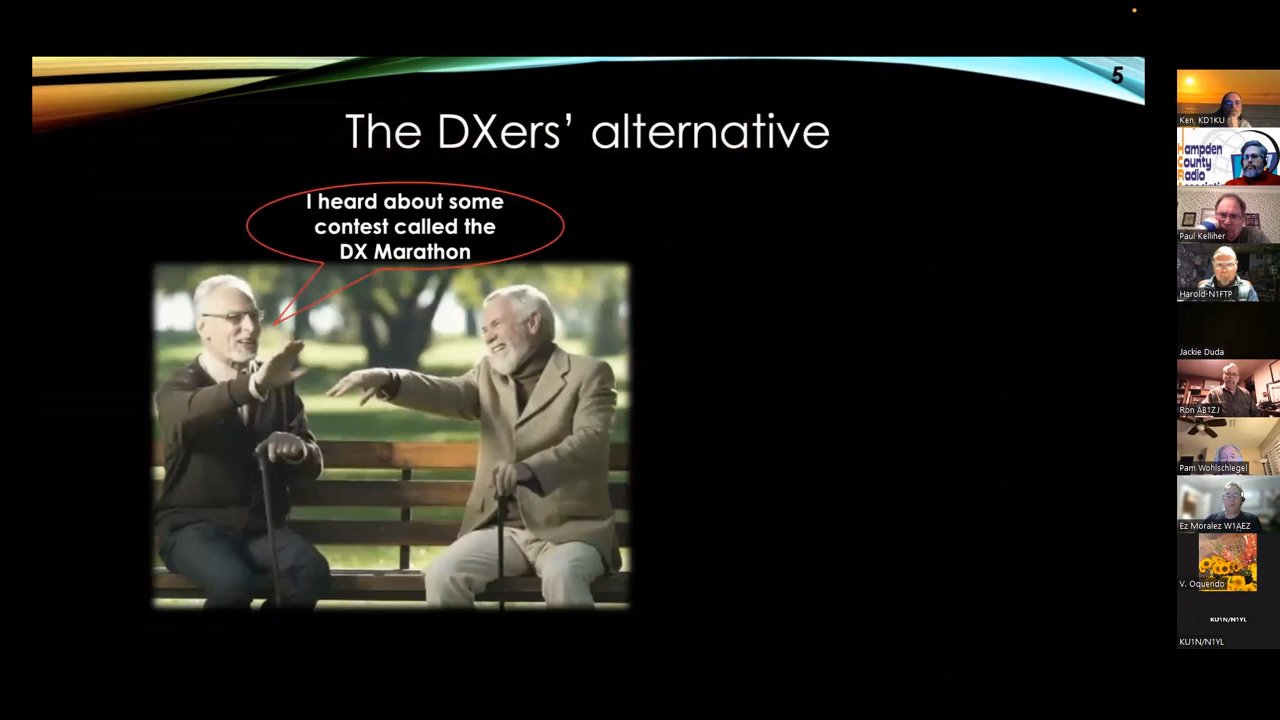 5
The DXers’ alternative
I heard about some
contest called the
DX Marathon
Ken, KD1KU
Hampden
County
Radio
Paul Kelliher
Harold-N1FTP
Jackie Duda
Ron AB1ZJ
Pam Wohlschlegel
Ez Moralez W1AEZ
V. Oquendo
KU1N/N1YL
KU1N/N1YL